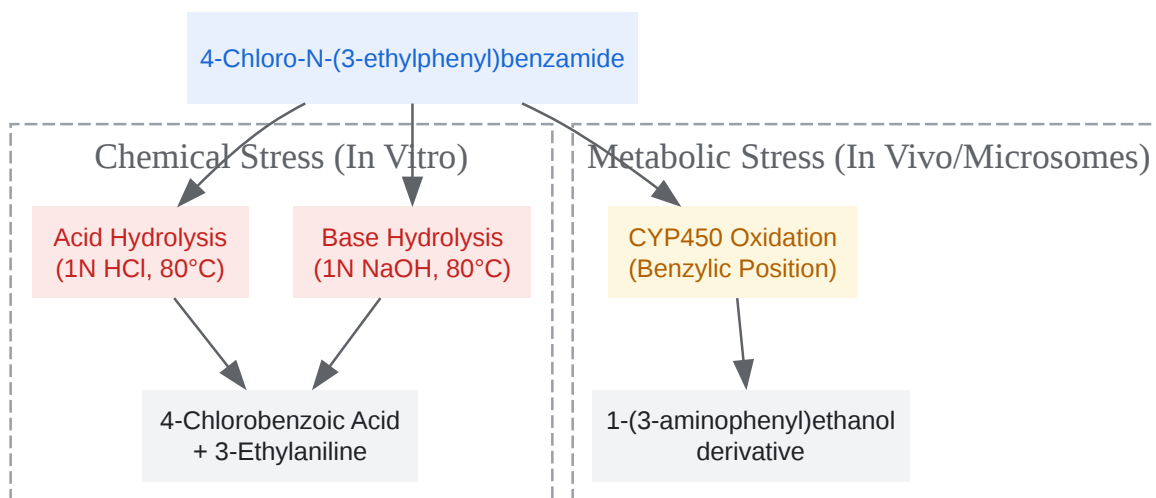 4-Chloro-N-(3-ethylphenyl)benzamide
Chemical Stress (In Vitro)
Metabolic Stress (In Vivo/Microsomes)
Acid Hydrolysis
(1N HCl, 80°C)
Base Hydrolysis
(1N NaOH, 80°C)
CYP450 Oxidation
(Benzylic Position)
4-Chlorobenzoic Acid
+ 3-Ethylaniline
1-(3-aminophenyl)ethanol
derivative